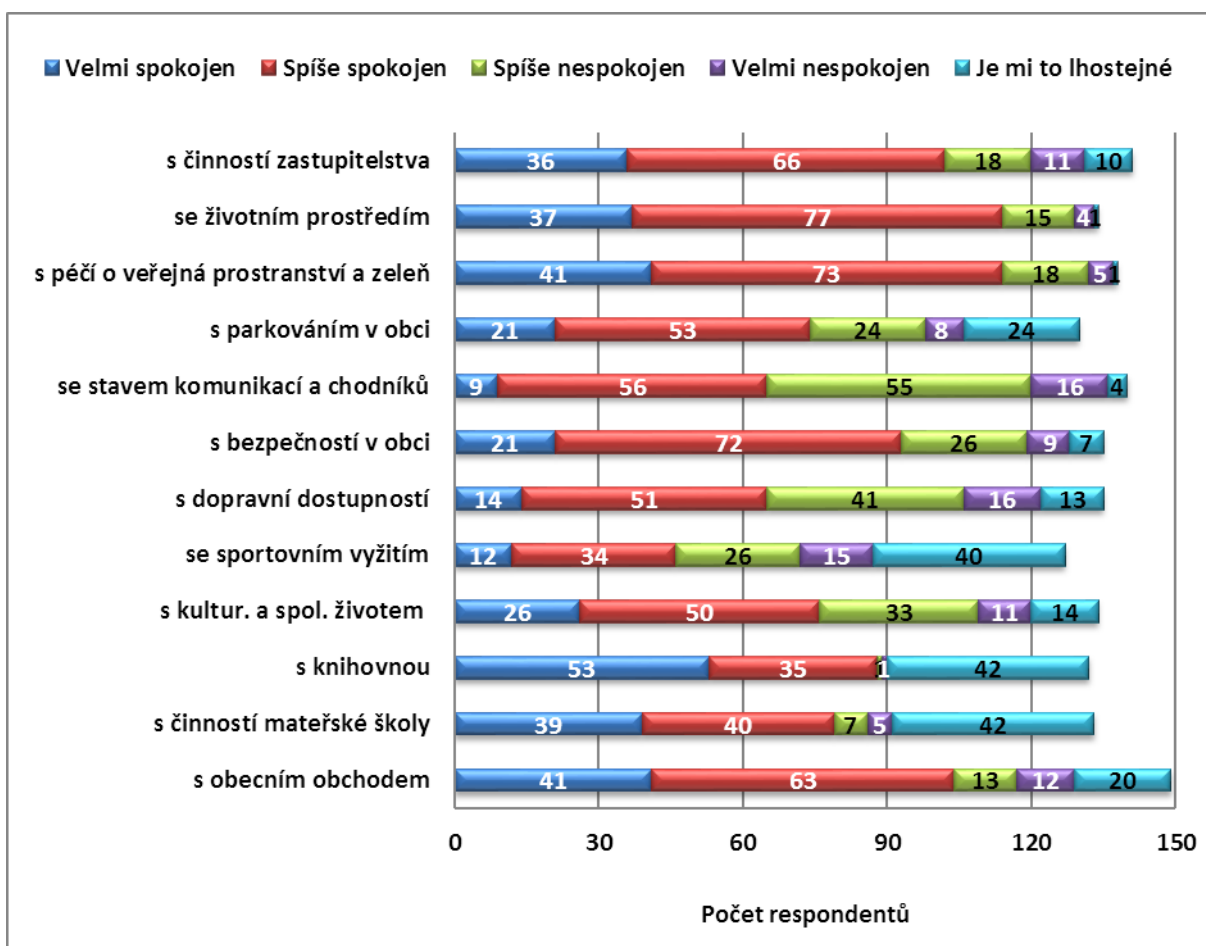 Velmi spokojen Spíše spokojen Spíše nespokojen Velmi nespokojen Je mi to lhostejné
s činností zastupitelstva 36 66 18 11 10
se životním prostředím 37 77 15 4 1
s péčí o veřejná prostranství a zeleň 41 73 18 5 1
s parkováním v obci 21 53 24 8 24
se stavem komunikací a chodníků 9 56 55 16 4
s bezpečností v obci 21 72 26 9 7
s dopravní dostupností 14 51 41 16 13
se sportovním vyžitím 12 34 26 15 40
s kultur. a spol. životem 26 50 33 11 14
s knihovnou 53 35 1 42
s činností mateřské školy 39 40 7 5 42
s obecním obchodem 41 63 13 12 20
0 30 60 90 120 150
Počet respondentů